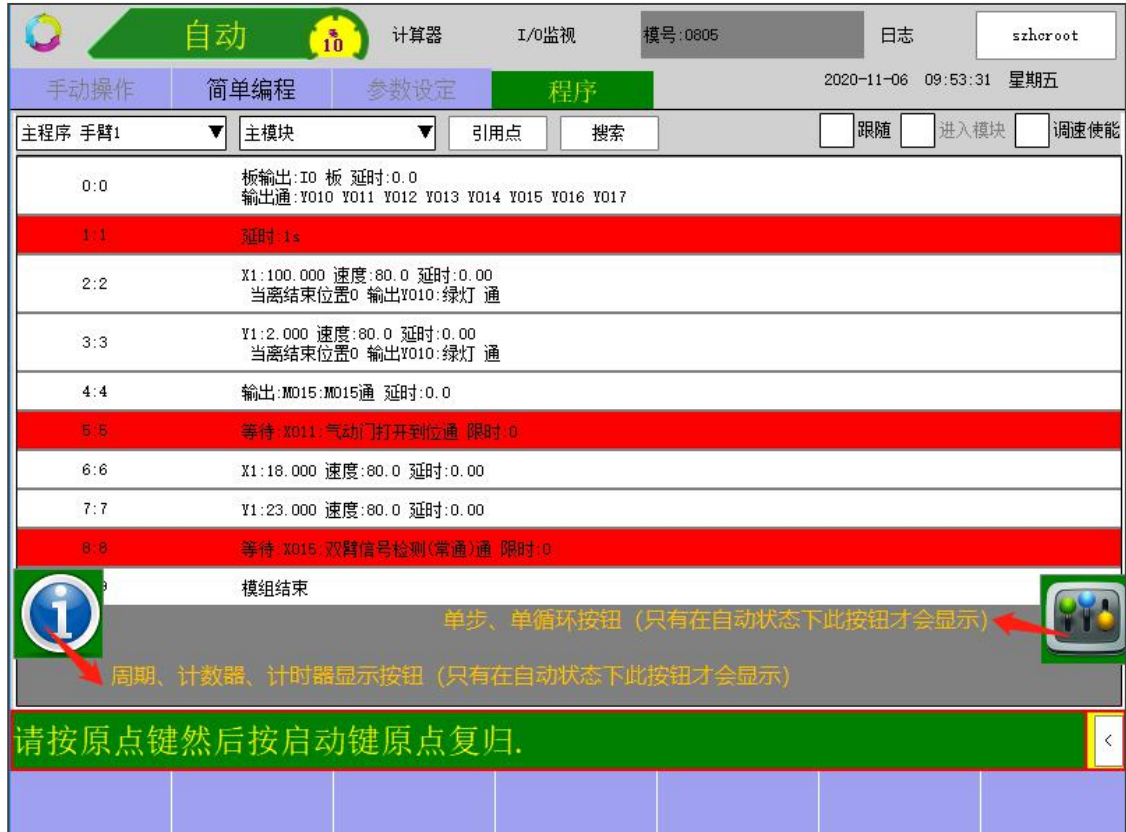 自动
% 10
计算器
I/O监视
模号:0805
日志
szhcroot
手动操作
简单编程
参数设定
程序
2020-11-06 09:53:31 星期五
主程序 手臂1
▼
主模块
▼
引用点
搜索
跟随
进入模块
调速使能
0:0
板输出:IO 板 延时:0.0
输出通:Y010 Y011 Y012 Y013 Y014 Y015 Y016 Y017
1:1
延时:1s
2:2
X1:100.000 速度:80.0 延时:0.00
当离结束位置0 输出Y010:绿灯 通
3:3
Y1:2.000 速度:80.0 延时:0.00
当离结束位置0 输出Y010:绿灯 通
4:4
输出:M015:M015通 延时:0.0
5:5
等待:X011:气动门打开到位通 限时:0
6:6
X1:18.000 速度:80.0 延时:0.00
7:7
Y1:23.000 速度:80.0 延时:0.00
8:8
等待:X015:双臂信号检测(常通)通 限时:0
模组结束
单步、单循环按钮（只有在自动状态下此按钮才会显示）
周期、计数器、计时器显示按钮（只有在自动状态下此按钮才会显示）
请按原点键然后按启动键原点复归.
<